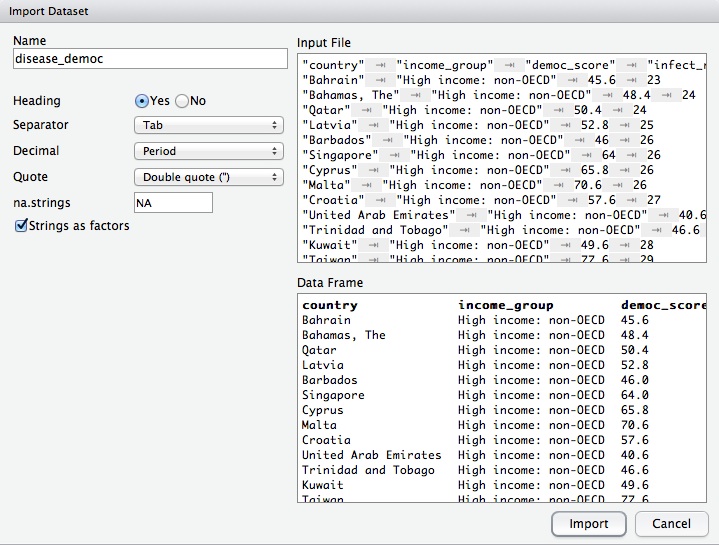 Import Dataset
Name
disease_democ
Heading Yes No
Separator Tab
Decimal Period
Quote Double quote (")
na.strings NA
Strings as factors
Input File
"country" ⇥ "income_group" ⇥ "democ_score" ⇥ "infect_r
"Bahrain" ⇥ "High income: non-OECD" ⇥ 45.6 ⇥ 23
"Bahamas, The" ⇥ "High income: non-OECD" ⇥ 48.4 ⇥ 24
"Qatar" ⇥ "High income: non-OECD" ⇥ 50.4 ⇥ 24
"Latvia" ⇥ "High income: non-OECD" ⇥ 52.8 ⇥ 25
"Barbados" ⇥ "High income: non-OECD" ⇥ 46 ⇥ 26
"Singapore" ⇥ "High income: non-OECD" ⇥ 64 ⇥ 26
"Cyprus" ⇥ "High income: non-OECD" ⇥ 65.8 ⇥ 26
"Malta" ⇥ "High income: non-OECD" ⇥ 70.6 ⇥ 26
"Croatia" ⇥ "High income: non-OECD" ⇥ 57.6 ⇥ 27
"United Arab Emirates" ⇥ "High income: non-OECD" ⇥ 40.6
"Trinidad and Tobago" ⇥ "High income: non-OECD" ⇥ 46.6
"Kuwait" ⇥ "High income: non-OECD" ⇥ 49.6 ⇥ 28
"Taiwan" ⇥ "High income: non-OECD" ⇥ 77.6 ⇥ 29
Data Frame
country income_group democ_score
Bahrain High income: non-OECD 45.6
Bahamas, The High income: non-OECD 48.4
Qatar High income: non-OECD 50.4
Latvia High income: non-OECD 52.8
Barbados High income: non-OECD 46.0
Singapore High income: non-OECD 64.0
Cyprus High income: non-OECD 65.8
Malta High income: non-OECD 70.6
Croatia High income: non-OECD 57.6
United Arab Emirates High income: non-OECD 40.6
Trinidad and Tobago High income: non-OECD 46.6
Kuwait High income: non-OECD 49.6
Taiwan High income: non-OECD 77.6
Import Cancel